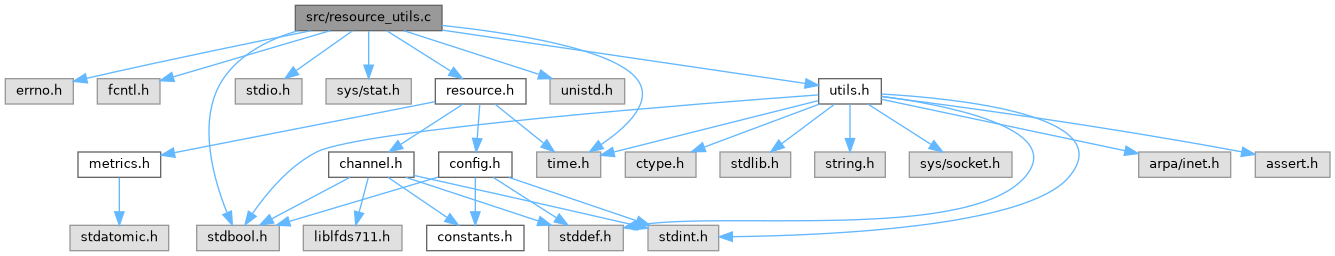 src/resource_utils.c
errno.h
fcntl.h
stdio.h
sys/stat.h
resource.h
unistd.h
utils.h
metrics.h
channel.h
config.h
time.h
ctype.h
stdlib.h
string.h
sys/socket.h
arpa/inet.h
assert.h
stdatomic.h
stdbool.h
liblfds711.h
constants.h
stddef.h
stdint.h